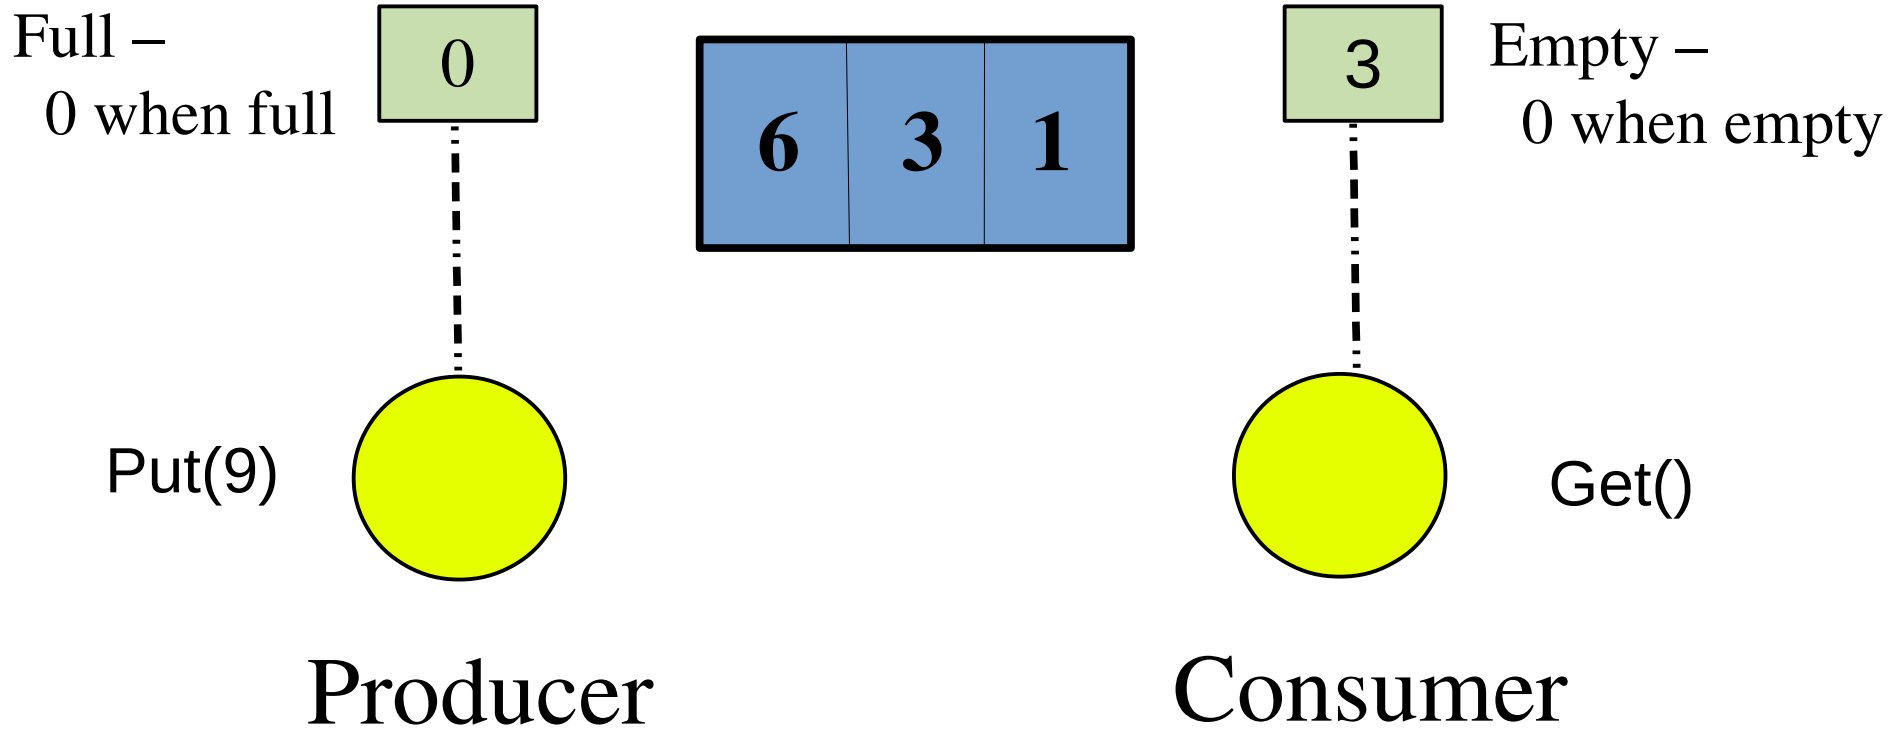 Full –
0 when full
0
6 3 1
3
Empty –
0 when empty
Put(9)
Get()
Producer
Consumer